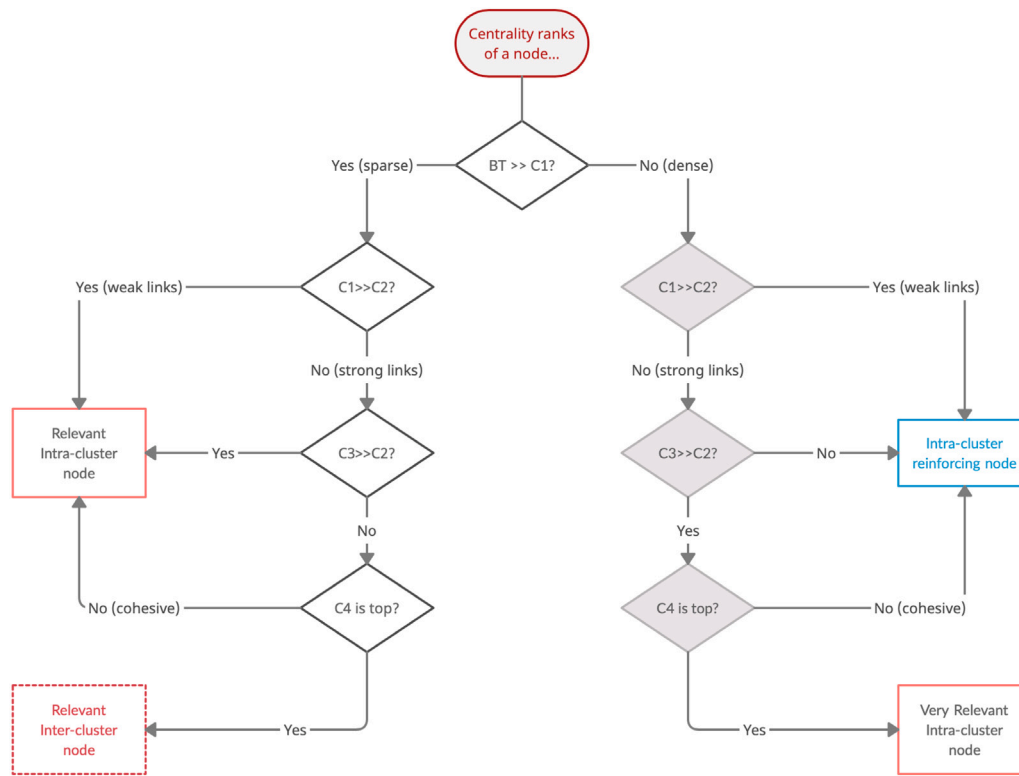 Centrality ranks
of a node...
BT >> C1?
Yes (sparse)
No (dense)
C1>>C2?
C1>>C2?
Yes (weak links)
Yes (weak links)
No (strong links)
No (strong links)
Relevant
Intra-cluster
node
Yes
C3>>C2?
C3>>C2?
No
Intra-cluster
reinforcing node
No
Yes
No (cohesive)
C4 is top?
C4 is top?
No (cohesive)
Relevant
Inter-cluster
node
Yes
Yes
Very Relevant
Intra-cluster
node